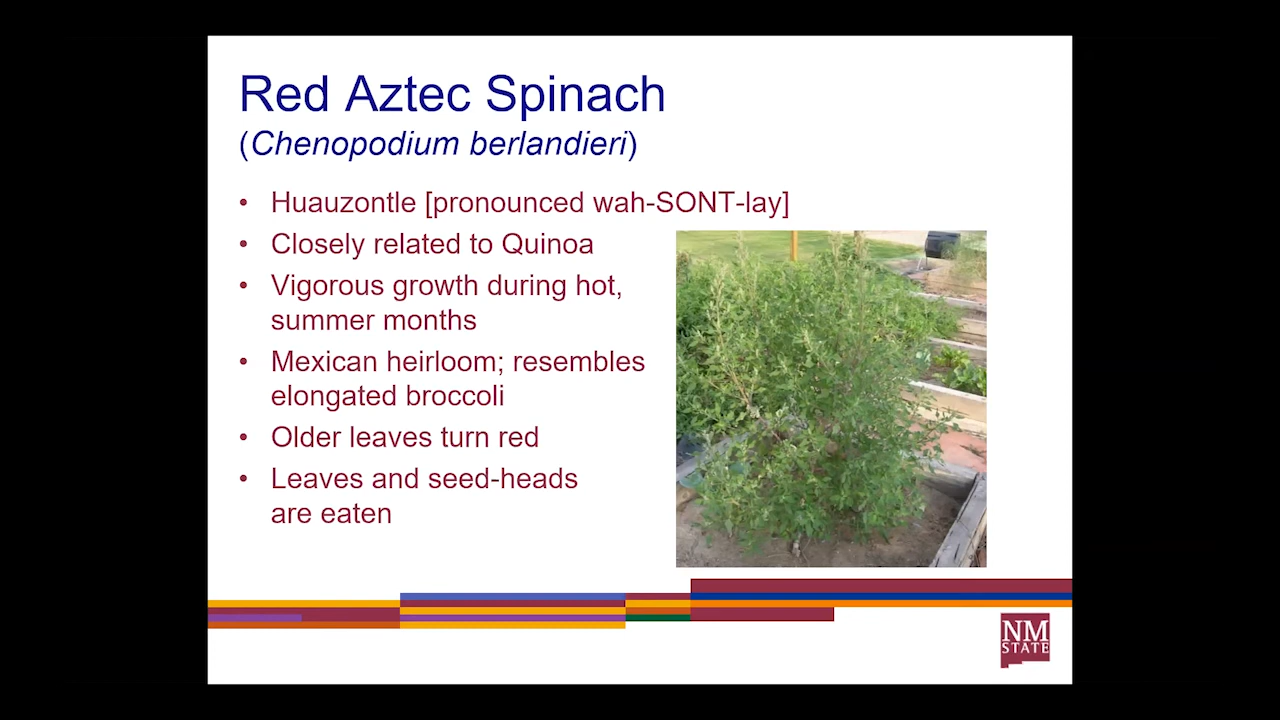 Red Aztec Spinach
(Chenopodium berlandieri)
• Huauzontle [pronounced wah-SONT-lay]
• Closely related to Quinoa
• Vigorous growth during hot,
summer months
• Mexican heirloom; resembles
elongated broccoli
• Older leaves turn red
• Leaves and seed-heads
are eaten
NM
STATE